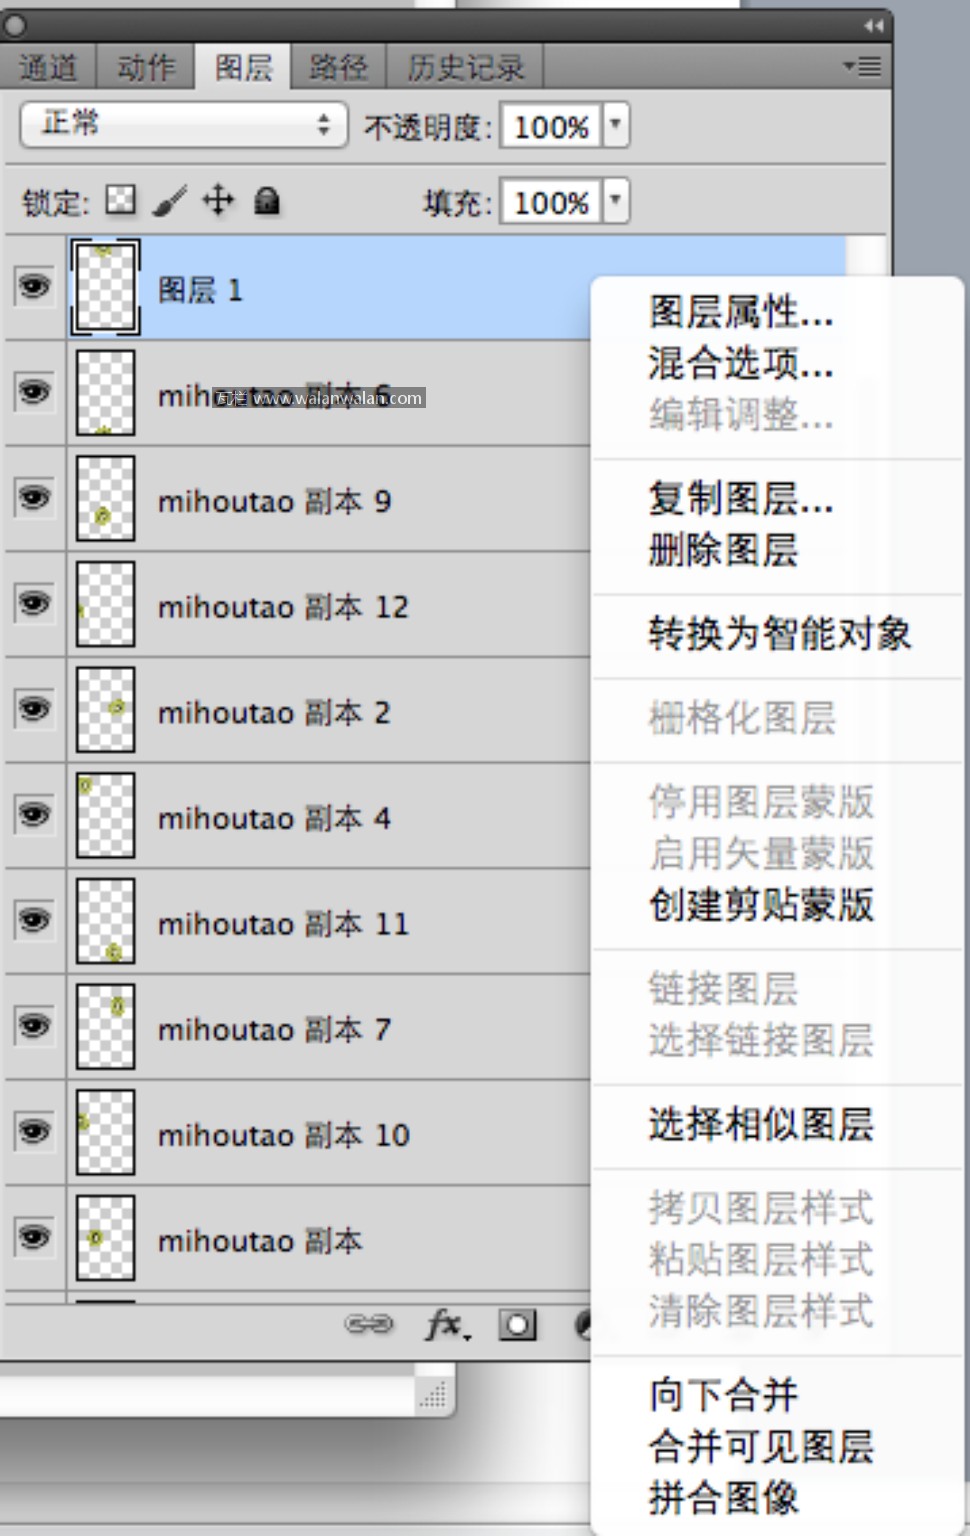 通道 动作 图层 路径 历史记录
正常 不透明度: 100%
锁定: 填充: 100%
图层 1
mihoutao 副本 6
瓦栏 www.walanwalan.com
mihoutao 副本 9
mihoutao 副本 12
mihoutao 副本 2
mihoutao 副本 4
mihoutao 副本 11
mihoutao 副本 7
mihoutao 副本 10
mihoutao 副本
fx
图层属性...
混合选项...
编辑调整...
复制图层...
删除图层
转换为智能对象
栅格化图层
停用图层蒙版
启用矢量蒙版
创建剪贴蒙版
链接图层
选择链接图层
选择相似图层
拷贝图层样式
粘贴图层样式
清除图层样式
向下合并
合并可见图层
拼合图像